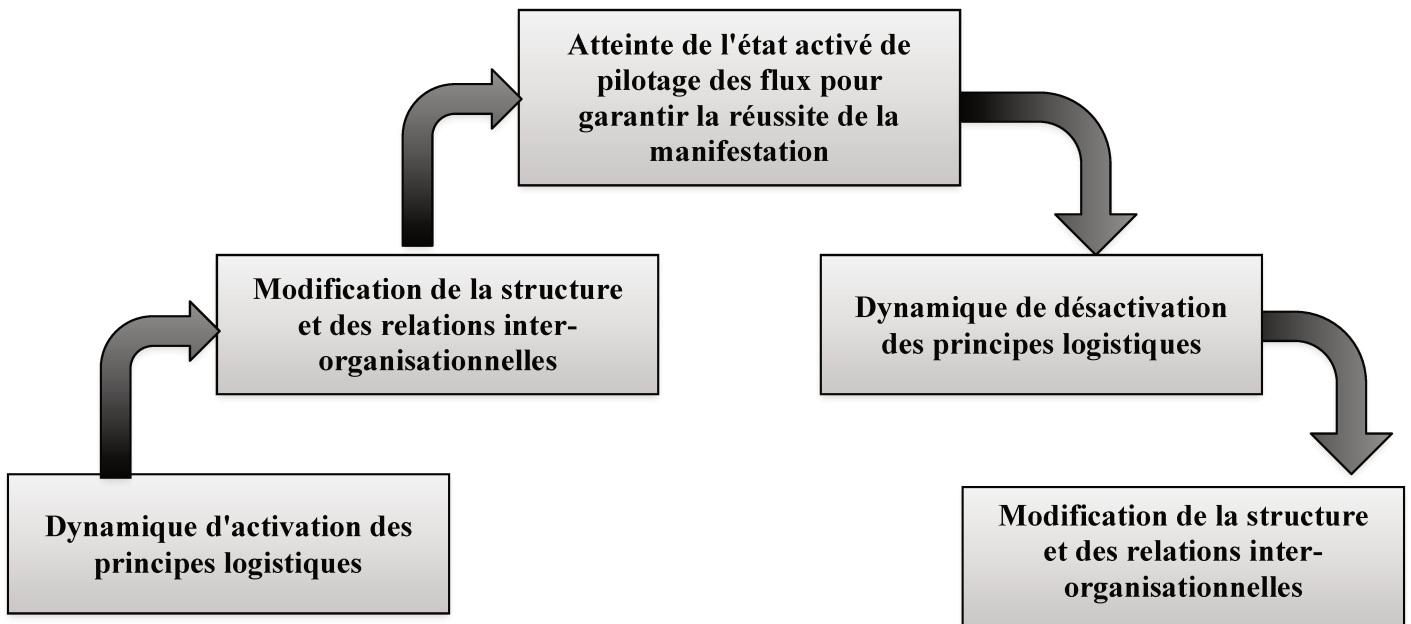 Atteinte de l'état activé de
pilotage des flux pour
garantir la réussite de la
manifestation
Modification de la structure
et des relations inter-
organisationnelles
Dynamique de désactivation
des principes logistiques
Dynamique d'activation des
principes logistiques
Modification de la structure
et des relations inter-
organisationnelles